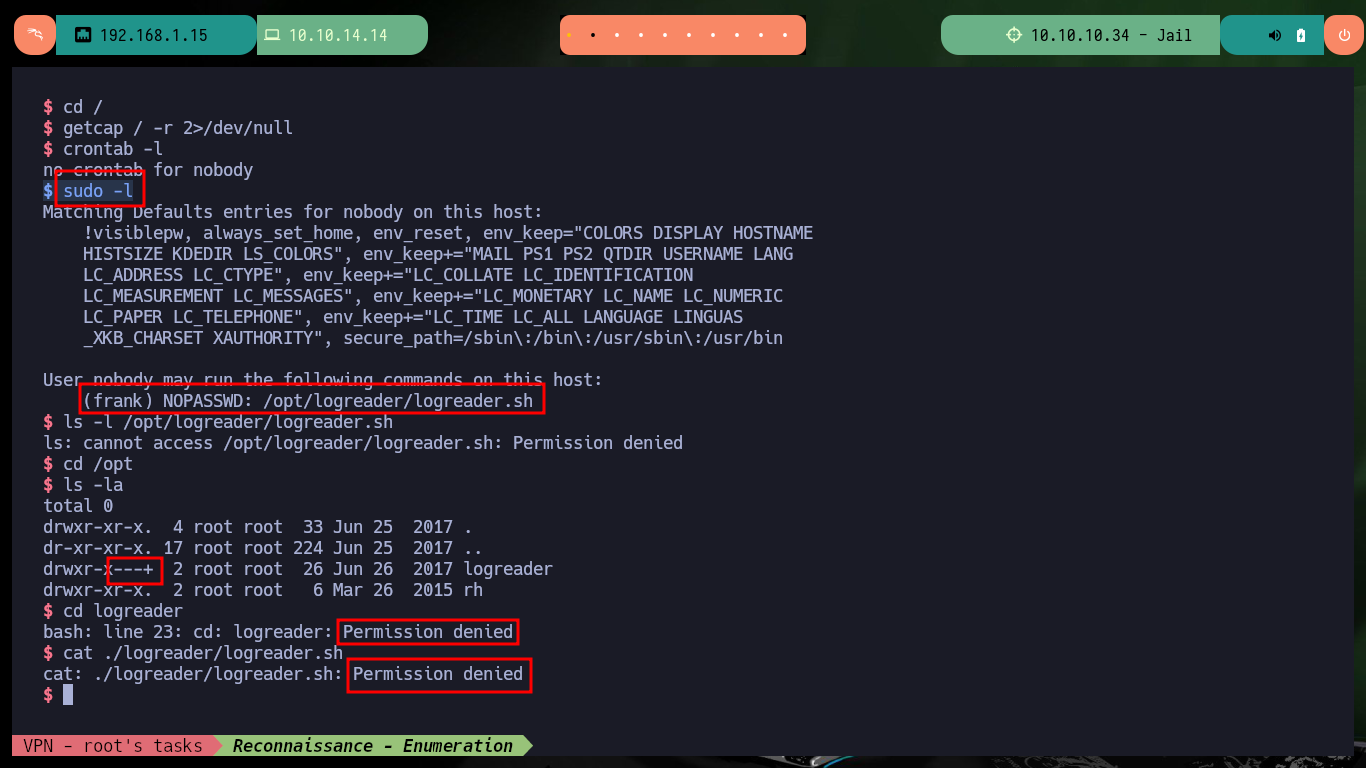 192.168.1.15
10.10.14.14
10.10.10.34 - Jail
$ cd /
$ getcap / -r 2>/dev/null
$ crontab -l
no crontab for nobody
$ sudo -l
Matching Defaults entries for nobody on this host:
!visiblepw, always_set_home, env_reset, env_keep="COLORS DISPLAY HOSTNAME
HISTSIZE KDEDIR LS_COLORS", env_keep+="MAIL PS1 PS2 QTDIR USERNAME LANG
LC_ADDRESS LC_CTYPE", env_keep+="LC_COLLATE LC_IDENTIFICATION
LC_MEASUREMENT LC_MESSAGES", env_keep+="LC_MONETARY LC_NAME LC_NUMERIC
LC_PAPER LC_TELEPHONE", env_keep+="LC_TIME LC_ALL LANGUAGE LINGUAS
_XKB_CHARSET XAUTHORITY", secure_path=/sbin\:/bin\:/usr/sbin\:/usr/bin
User nobody may run the following commands on this host:
(frank) NOPASSWD: /opt/logreader/logreader.sh
$ ls -l /opt/logreader/logreader.sh
ls: cannot access /opt/logreader/logreader.sh: Permission denied
$ cd /opt
$ ls -la
total 0
drwxr-xr-x.  4 root root  33 Jun 25  2017 .
dr-xr-xr-x. 17 root root 224 Jun 25  2017 ..
drwxr-x---+  2 root root  26 Jun 26  2017 logreader
drwxr-xr-x.  2 root root   6 Mar 26  2015 rh
$ cd logreader
bash: line 23: cd: logreader: Permission denied
$ cat ./logreader/logreader.sh
cat: ./logreader/logreader.sh: Permission denied
$
VPN - root's tasks Reconnaissance - Enumeration